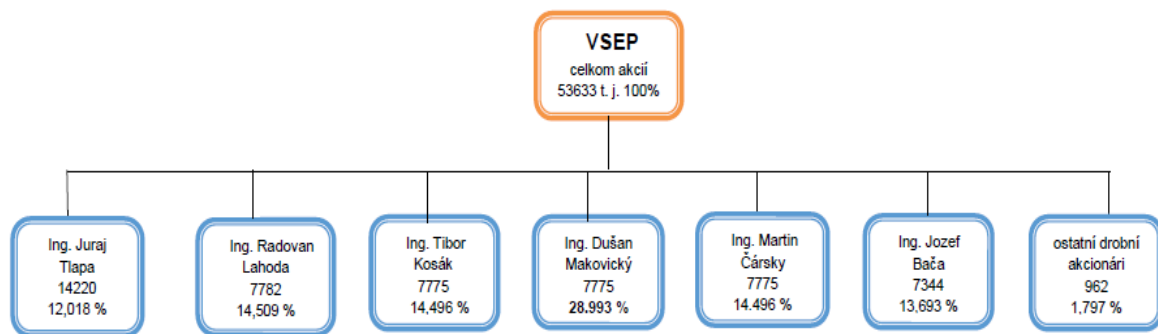 VSEP
celkom akcií
53633 t. j. 100%
Ing. Juraj
Tlapa
14220
12,018 %
Ing. Radovan
Lahoda
7782
14,509 %
Ing. Tibor
Kosák
7775
14,496 %
Ing. Dušan
Makovický
7775
28.993 %
Ing. Martin
Čársky
7775
14.496 %
Ing. Jozef
Bača
7344
13,693 %
ostatní drobní
akcionári
962
1,797 %